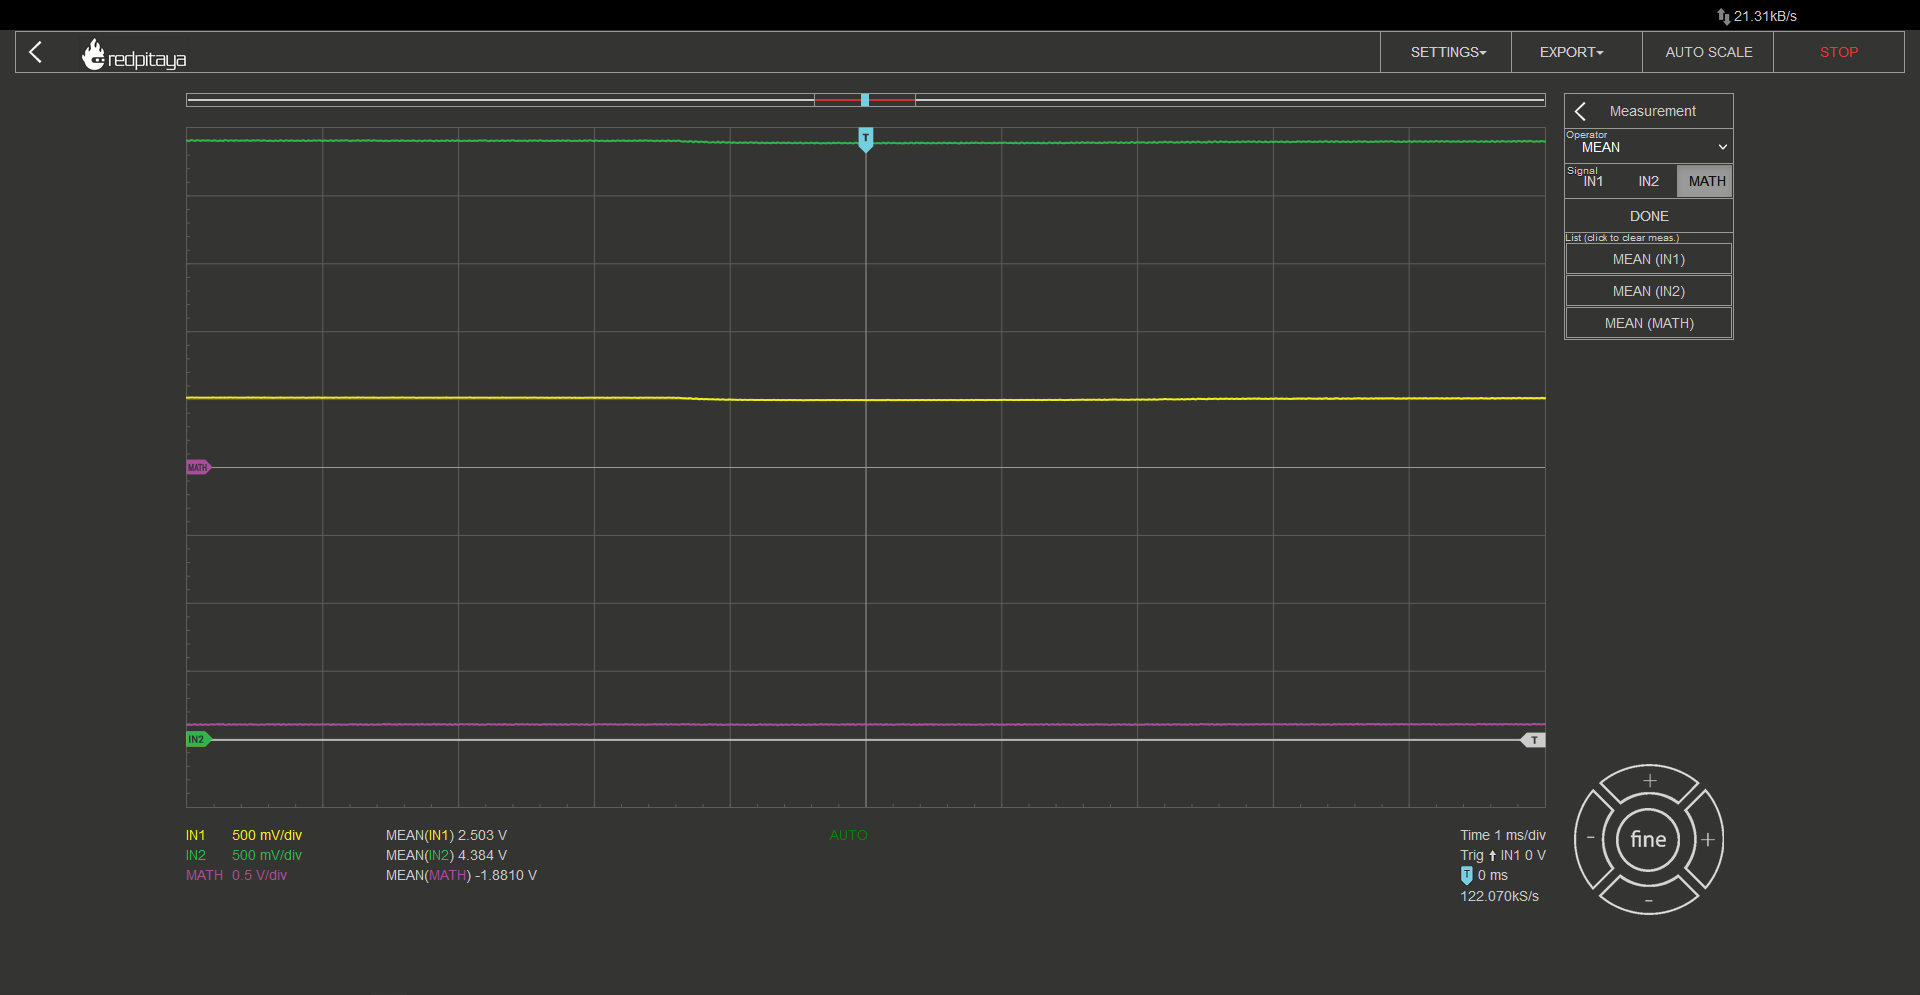 21.31kB/s
redpitaya
SETTINGS
EXPORT
AUTO SCALE
STOP
T
Measurement
Operator
MEAN
Signal
IN1 IN2 MATH
DONE
List (click to clear meas.)
MEAN (IN1)
MEAN (IN2)
MEAN (MATH)
MATH
IN2
T
IN1 500 mV/div MEAN(IN1) 2.503 V AUTO Time 1 ms/div
IN2 500 mV/div MEAN(IN2) 4.384 V Trig IN1 0 V
MATH 0.5 V/div MEAN(MATH) -1.8810 V T 0 ms
122.070kS/s
+
- fine +
-